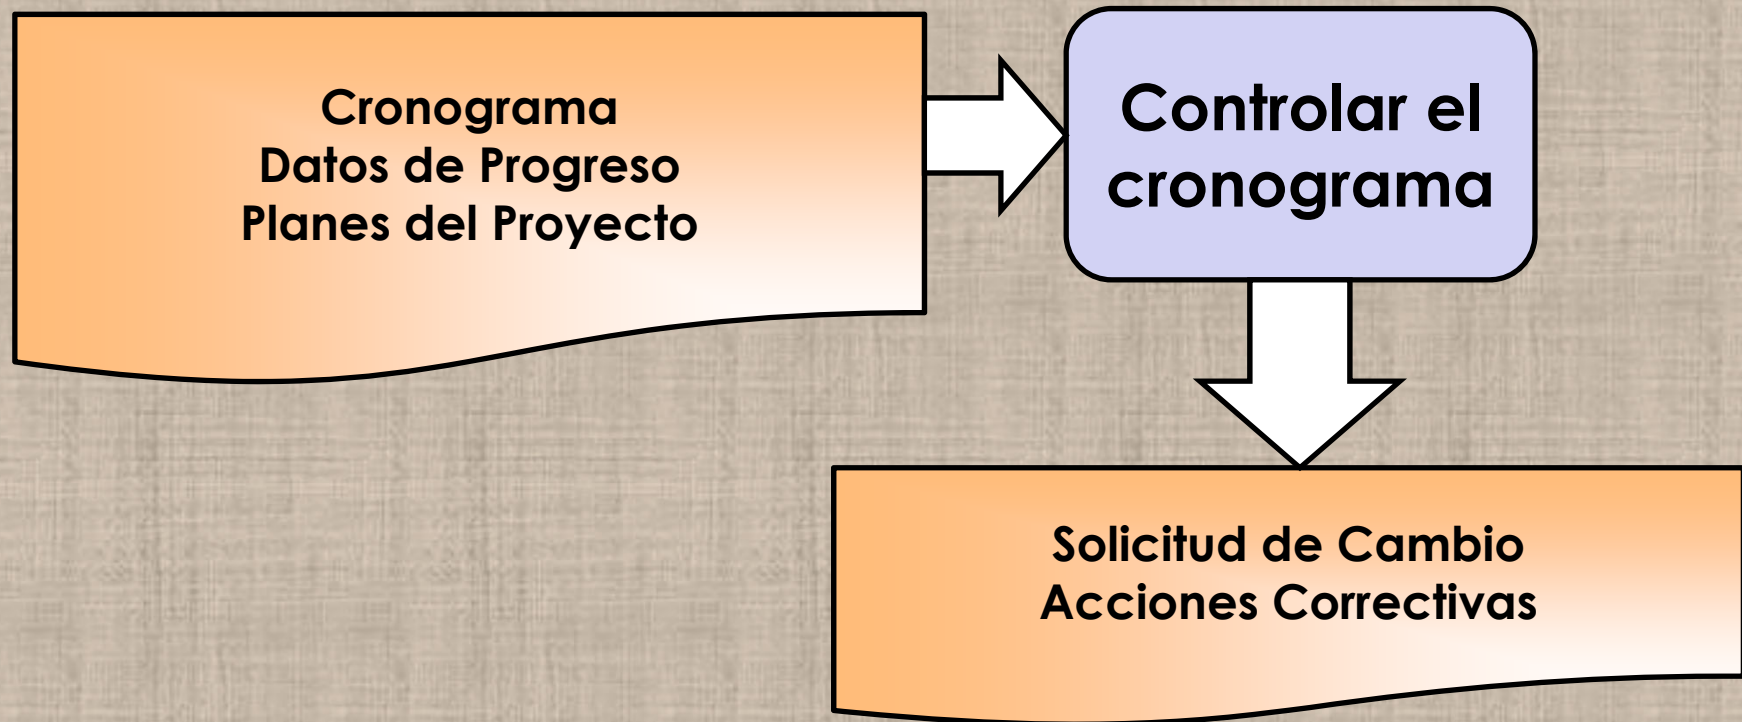 Cronograma
Datos de Progreso
Planes del Proyecto
Controlar el
cronograma
Solicitud de Cambio
Acciones Correctivas